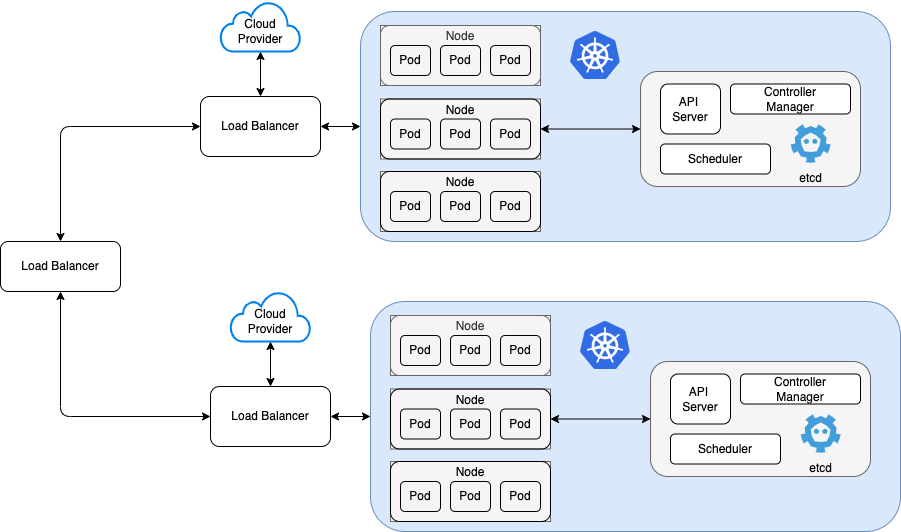 Cloud
Provider
Load Balancer
Node
Pod Pod Pod
Node
Pod Pod Pod
Node
Pod Pod Pod
API
Server
Controller
Manager
Scheduler
etcd
Load Balancer
Cloud
Provider
Load Balancer
Node
Pod Pod Pod
Node
Pod Pod Pod
Node
Pod Pod Pod
API
Server
Controller
Manager
Scheduler
etcd